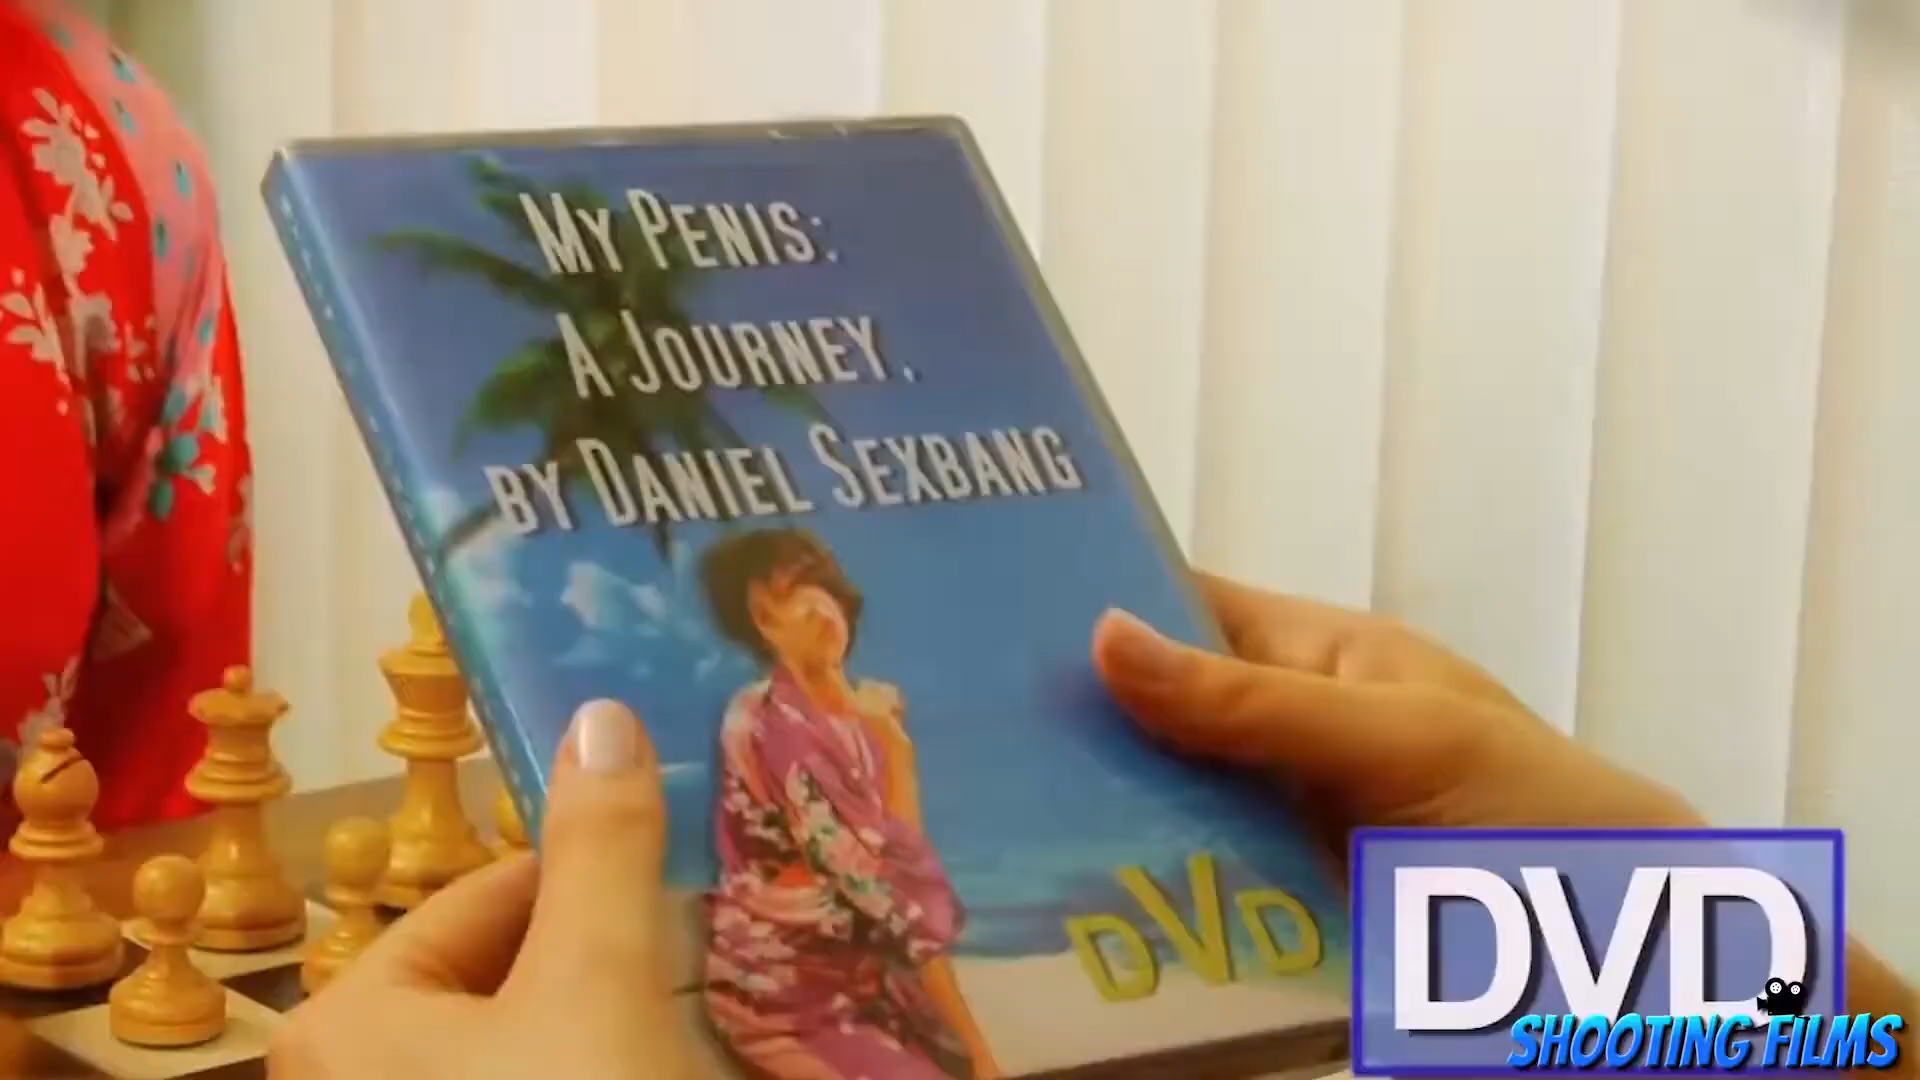 My Penis:
A Journey,
by Daniel Sexbang
DVD
DVD
SHOOTING FILMS